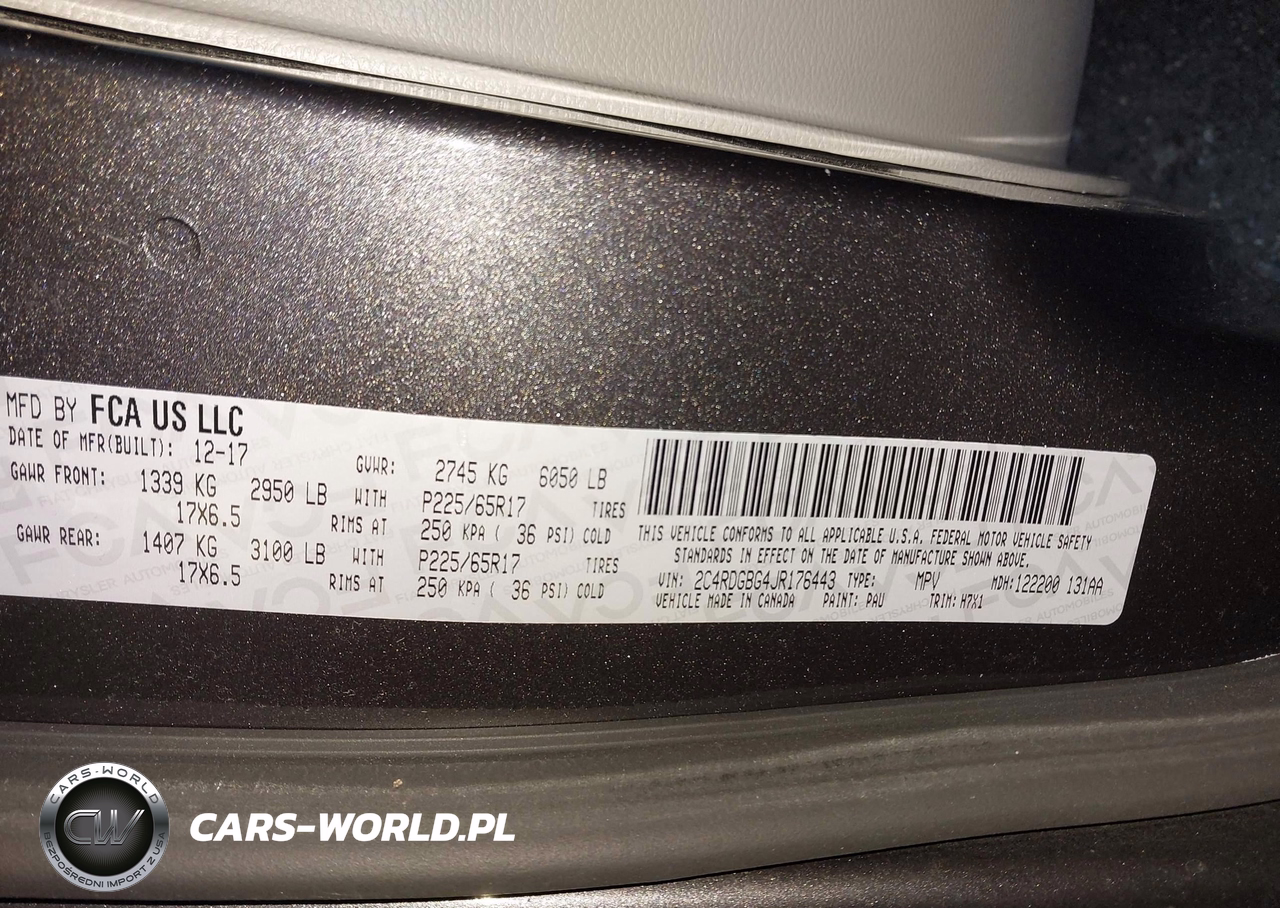 MFD BY FCA US LLC
DATE OF MFR(BUILT): 12-17
GVWR: 2745 KG 6050 LB
GAWR FRONT: 1339 KG 2950 LB WITH P225/65R17 TIRES
17X6.5 RIMS AT 250 KPA ( 36 PSI) COLD
GAWR REAR: 1407 KG 3100 LB WITH P225/65R17 TIRES
17X6.5 RIMS AT 250 KPA ( 36 PSI) COLD
THIS VEHICLE CONFORMS TO ALL APPLICABLE U.S.A. FEDERAL MOTOR VEHICLE SAFETY
STANDARDS IN EFFECT ON THE DATE OF MANUFACTURE SHOWN ABOVE.
VIN: 2C4RDGBG4JR176443 TYPE: MPV MDH: 122200 131AA
VEHICLE MADE IN CANADA PAINT: PAU TRIM: H7X1
CARS-WORLD
CW
BEZPOŚREDNI IMPORT Z USA
CARS-WORLD.PL